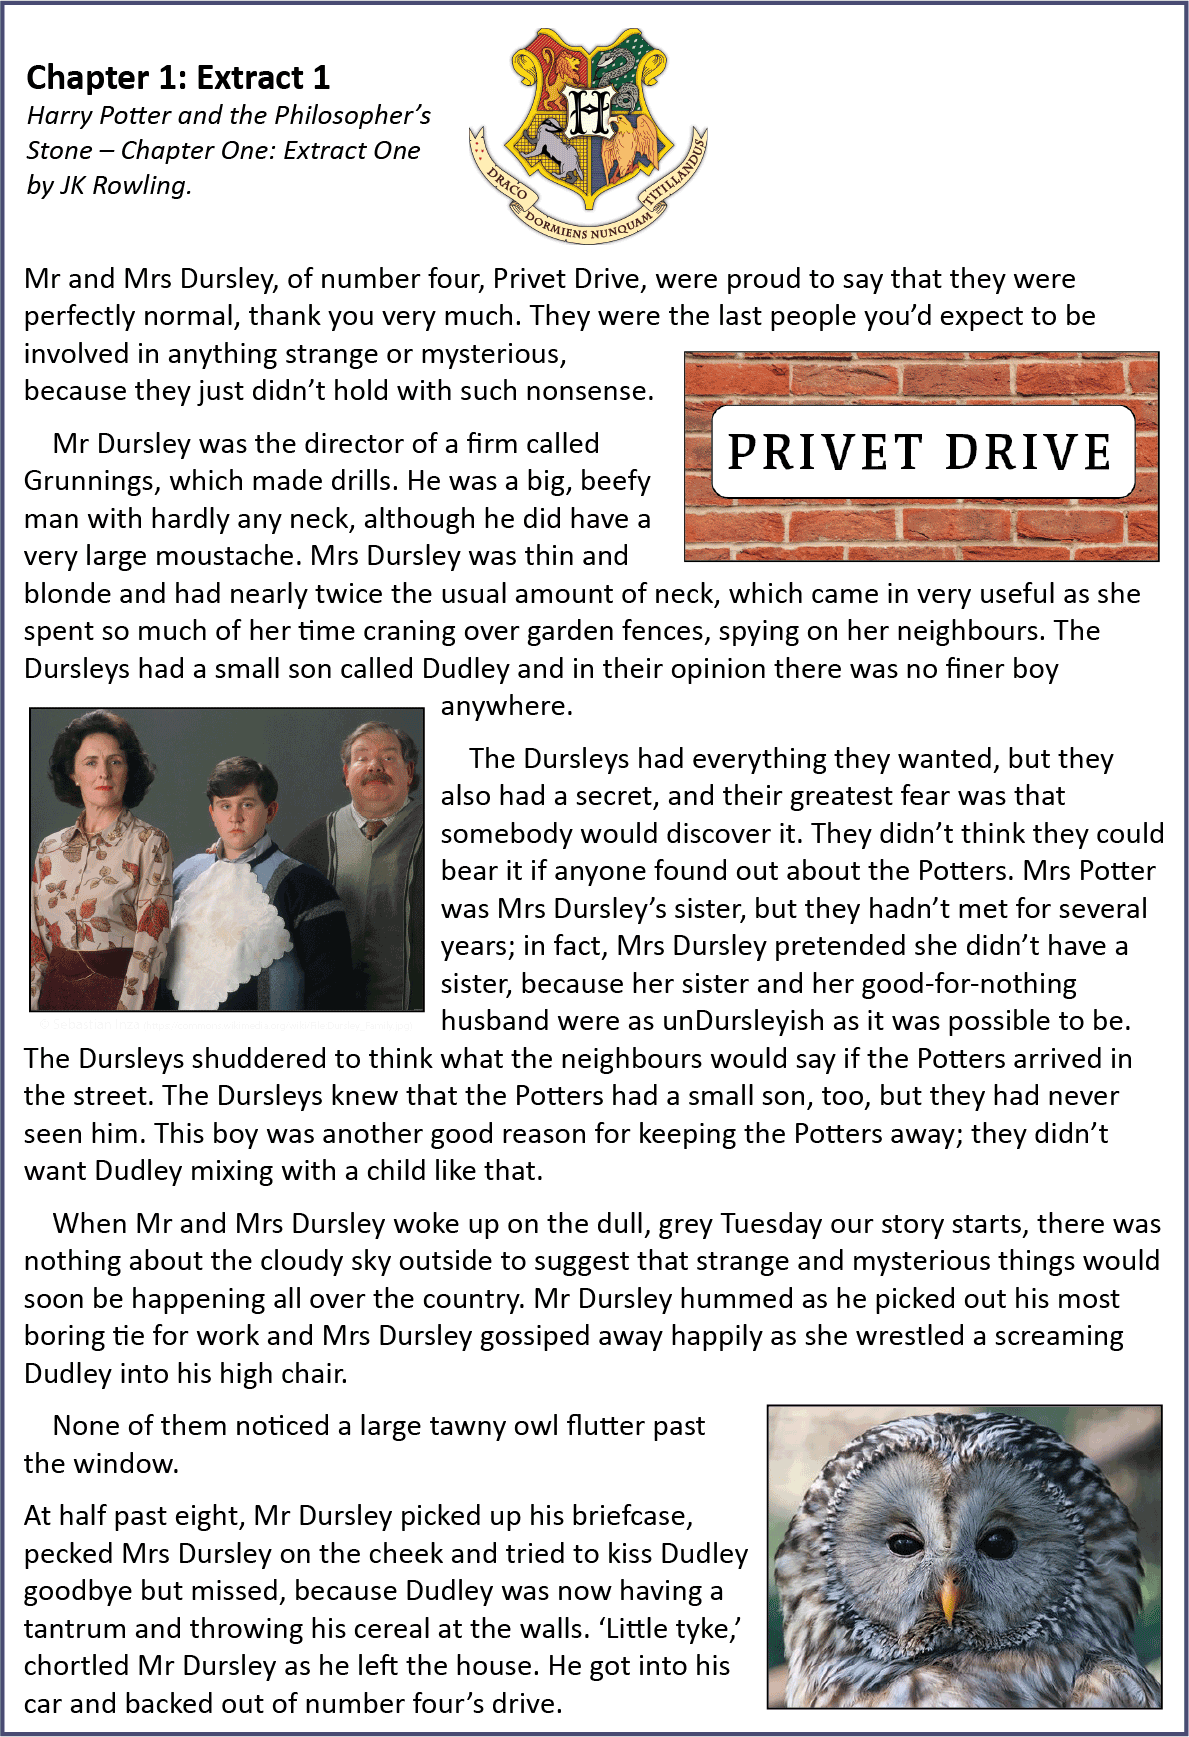 Chapter 1: Extract 1
Harry Potter and the Philosopher’s
Stone – Chapter One: Extract One
by JK Rowling.
H
DRACO
DORMIENS NUNQUAM
TITILLANDUS
Mr and Mrs Dursley, of number four, Privet Drive, were proud to say that they were
perfectly normal, thank you very much. They were the last people you’d expect to be
involved in anything strange or mysterious,
because they just didn’t hold with such nonsense.
PRIVET DRIVE
Mr Dursley was the director of a firm called
Grunnings, which made drills. He was a big, beefy
man with hardly any neck, although he did have a
very large moustache. Mrs Dursley was thin and
blonde and had nearly twice the usual amount of neck, which came in very useful as she
spent so much of her time craning over garden fences, spying on her neighbours. The
Dursleys had a small son called Dudley and in their opinion there was no finer boy
anywhere.
The Dursleys had everything they wanted, but they
also had a secret, and their greatest fear was that
somebody would discover it. They didn’t think they could
bear it if anyone found out about the Potters. Mrs Potter
was Mrs Dursley’s sister, but they hadn’t met for several
years; in fact, Mrs Dursley pretended she didn’t have a
sister, because her sister and her good-for-nothing
husband were as unDursleyish as it was possible to be.
The Dursleys shuddered to think what the neighbours would say if the Potters arrived in
the street. The Dursleys knew that the Potters had a small son, too, but they had never
seen him. This boy was another good reason for keeping the Potters away; they didn’t
want Dudley mixing with a child like that.
When Mr and Mrs Dursley woke up on the dull, grey Tuesday our story starts, there was
nothing about the cloudy sky outside to suggest that strange and mysterious things would
soon be happening all over the country. Mr Dursley hummed as he picked out his most
boring tie for work and Mrs Dursley gossiped away happily as she wrestled a screaming
Dudley into his high chair.
None of them noticed a large tawny owl flutter past
the window.
At half past eight, Mr Dursley picked up his briefcase,
pecked Mrs Dursley on the cheek and tried to kiss Dudley
goodbye but missed, because Dudley was now having a
tantrum and throwing his cereal at the walls. ‘Little tyke,’
chortled Mr Dursley as he left the house. He got into his
car and backed out of number four’s drive.